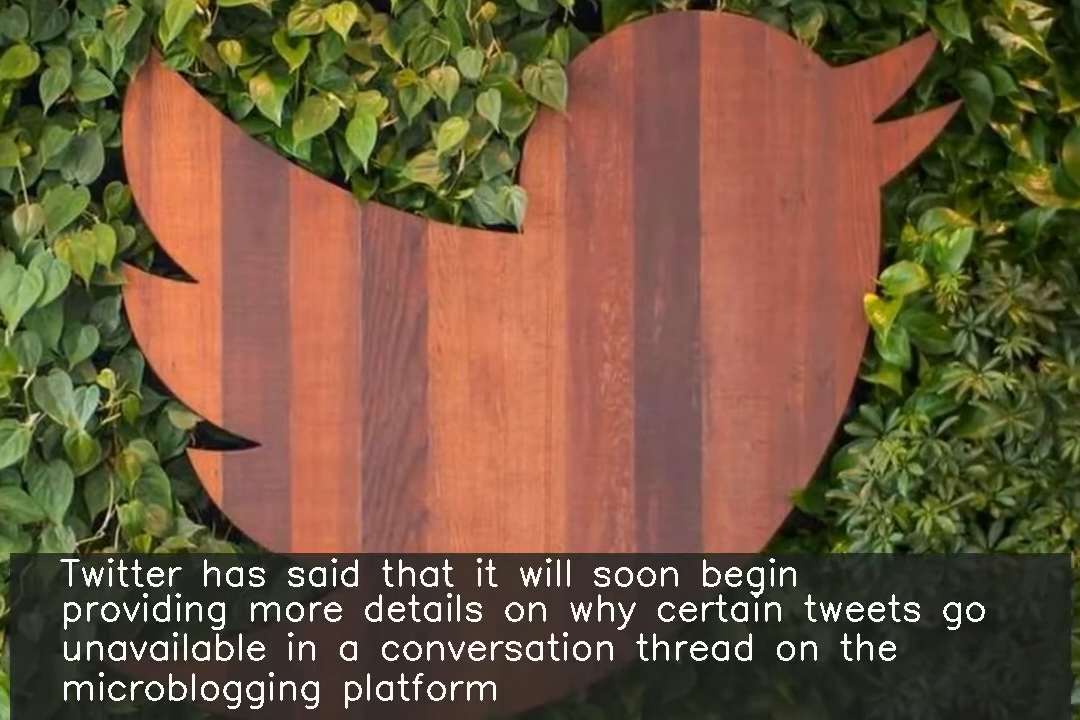 Twitter has said that it will soon begin
providing more details on why certain tweets go
unavailable in a conversation thread on the
microblogging platform